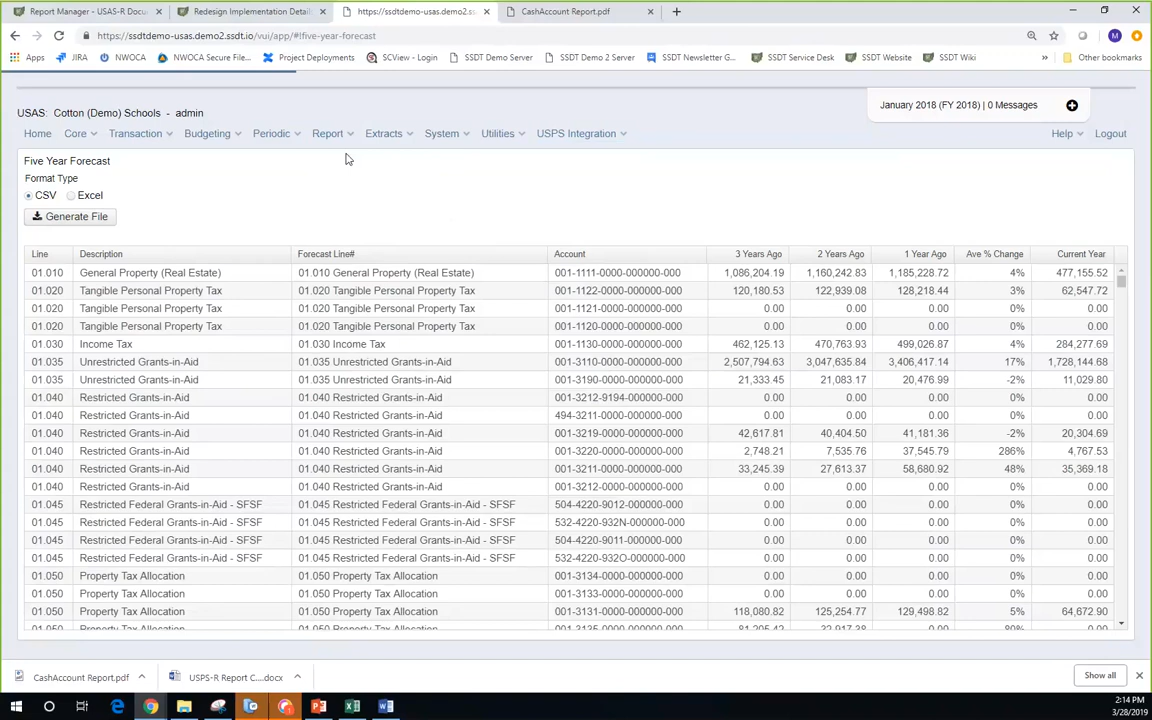 Report Manager - USAS-R Docu × Redesign Implementation Detail × https://ssdtdemo-usas.demo2.ssd × CashAccount Report.pdf × +
https://ssdtdemo-usas.demo2.ssdt.io/vui/app/#!five-year-forecast
Apps JIRA NWOCA NWOCA Secure File... Project Deployments SCView - Login SSDT Demo Server SSDT Demo 2 Server SSDT Newsletter G... SSDT Service Desk SSDT Website SSDT Wiki » Other bookmarks
January 2018 (FY 2018) | 0 Messages
USAS: Cotton (Demo) Schools - admin
Home Core Transaction Budgeting Periodic Report Extracts System Utilities USPS Integration Help Logout
Five Year Forecast
Format Type
CSV Excel
Generate File
Line Description Forecast Line# Account 3 Years Ago 2 Years Ago 1 Year Ago Ave % Change Current Year
01.010 General Property (Real Estate) 01.010 General Property (Real Estate) 001-1111-0000-000000-000 1,086,204.19 1,160,242.83 1,185,228.72 4% 477,155.52
01.020 Tangible Personal Property Tax 01.020 Tangible Personal Property Tax 001-1122-0000-000000-000 120,180.53 122,939.08 128,218.44 3% 62,547.72
01.020 Tangible Personal Property Tax 01.020 Tangible Personal Property Tax 001-1121-0000-000000-000 0.00 0.00 0.00 0% 0.00
01.020 Tangible Personal Property Tax 01.020 Tangible Personal Property Tax 001-1120-0000-000000-000 0.00 0.00 0.00 0% 0.00
01.030 Income Tax 01.030 Income Tax 001-1130-0000-000000-000 462,125.13 470,763.93 499,026.87 4% 284,277.69
01.035 Unrestricted Grants-in-Aid 01.035 Unrestricted Grants-in-Aid 001-3110-0000-000000-000 2,507,794.63 3,047,635.84 3,406,417.14 17% 1,728,144.68
01.035 Unrestricted Grants-in-Aid 01.035 Unrestricted Grants-in-Aid 001-3190-0000-000000-000 21,333.45 21,083.17 20,476.99 -2% 11,029.80
01.040 Restricted Grants-in-Aid 01.040 Restricted Grants-in-Aid 001-3212-9194-000000-000 0.00 0.00 0.00 0% 0.00
01.040 Restricted Grants-in-Aid 01.040 Restricted Grants-in-Aid 494-3211-0000-000000-000 0.00 0.00 0.00 0% 0.00
01.040 Restricted Grants-in-Aid 01.040 Restricted Grants-in-Aid 001-3219-0000-000000-000 42,617.81 40,404.50 41,181.36 -2% 20,304.69
01.040 Restricted Grants-in-Aid 01.040 Restricted Grants-in-Aid 001-3220-0000-000000-000 2,748.21 7,535.76 37,545.79 286% 4,767.53
01.040 Restricted Grants-in-Aid 01.040 Restricted Grants-in-Aid 001-3211-0000-000000-000 33,245.39 27,613.37 58,680.92 48% 35,369.18
01.040 Restricted Grants-in-Aid 01.040 Restricted Grants-in-Aid 001-3212-0000-000000-000 0.00 0.00 0.00 0% 0.00
01.045 Restricted Federal Grants-in-Aid - SFSF 01.045 Restricted Federal Grants-in-Aid - SFSF 504-4220-9012-000000-000 0.00 0.00 0.00 0% 0.00
01.045 Restricted Federal Grants-in-Aid - SFSF 01.045 Restricted Federal Grants-in-Aid - SFSF 532-4220-932N-000000-000 0.00 0.00 0.00 0% 0.00
01.045 Restricted Federal Grants-in-Aid - SFSF 01.045 Restricted Federal Grants-in-Aid - SFSF 504-4220-9011-000000-000 0.00 0.00 0.00 0% 0.00
01.045 Restricted Federal Grants-in-Aid - SFSF 01.045 Restricted Federal Grants-in-Aid - SFSF 532-4220-932O-000000-000 0.00 0.00 0.00 0% 0.00
01.050 Property Tax Allocation 01.050 Property Tax Allocation 001-3134-0000-000000-000 0.00 0.00 0.00 0% 0.00
01.050 Property Tax Allocation 01.050 Property Tax Allocation 001-3133-0000-000000-000 0.00 0.00 0.00 0% 0.00
01.050 Property Tax Allocation 01.050 Property Tax Allocation 001-3131-0000-000000-000 118,080.82 125,254.77 129,498.82 5% 64,672.90
01.050 Property Tax Allocation 01.050 Property Tax Allocation
CashAccount Report.pdf USPS-R Report C....docx Show all
2:14 PM
3/28/2019